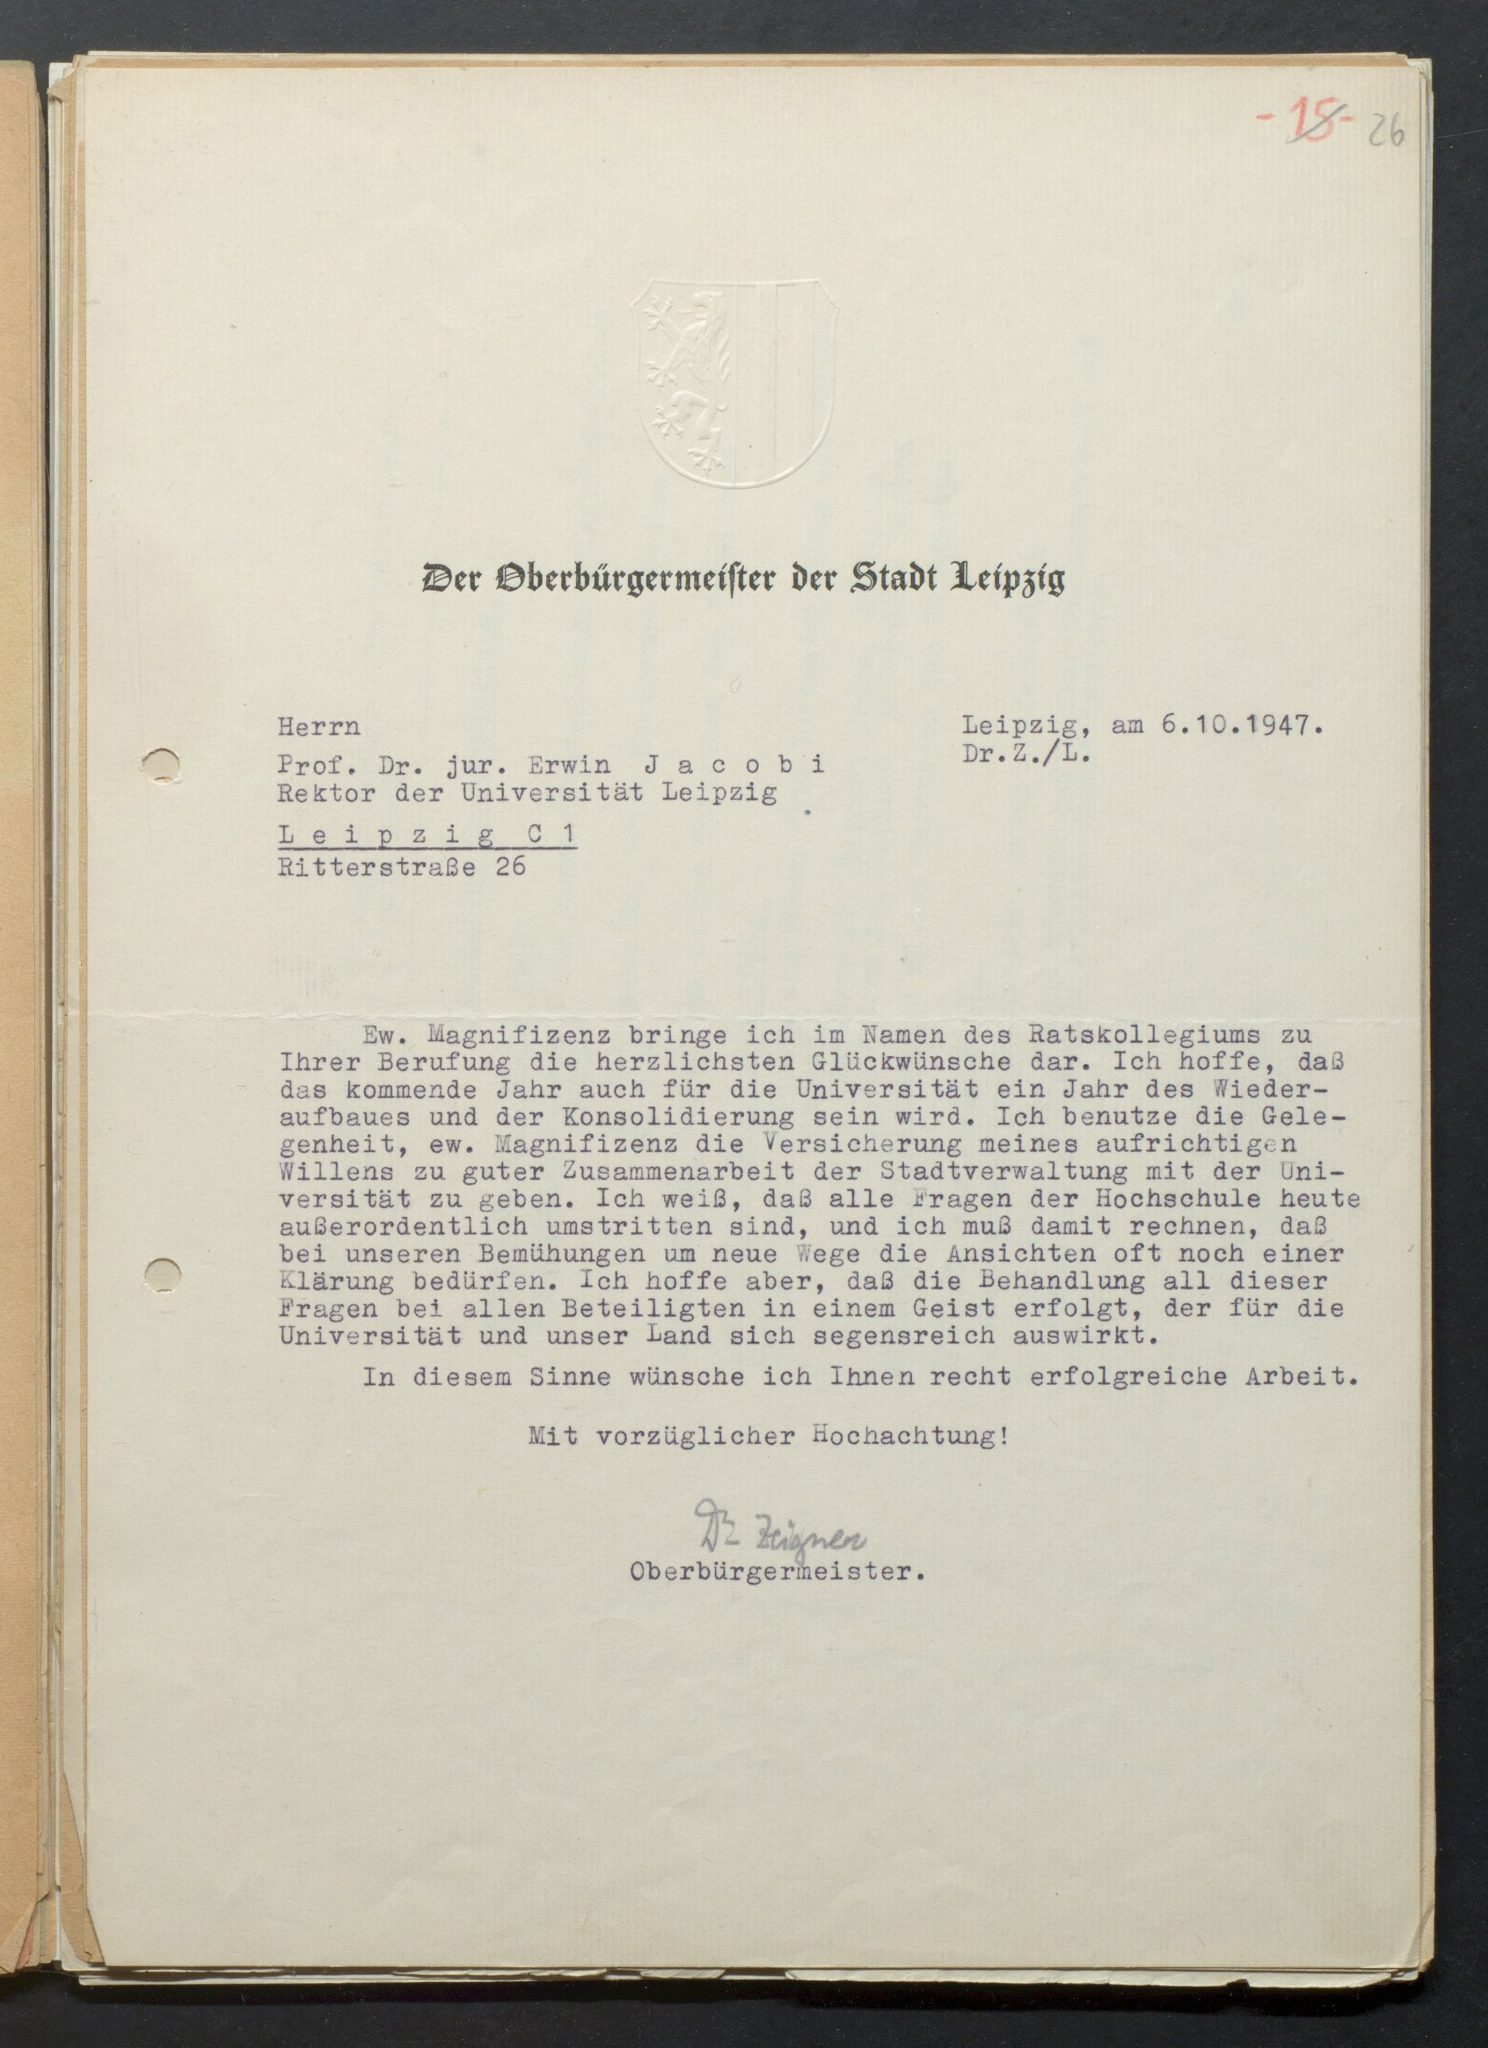 -15- 26
Der Oberbürgermeister der Stadt Leipzig
Herrn
Prof. Dr. jur. Erwin J a c o b i
Rektor der Universität Leipzig
L e i p z i g C 1
Ritterstraße 26
Leipzig, am 6.10.1947.
Dr.Z./L.
Ew. Magnifizenz bringe ich im Namen des Ratskollegiums zu
Ihrer Berufung die herzlichsten Glückwünsche dar. Ich hoffe, daß
das kommende Jahr auch für die Universität ein Jahr des Wieder-
aufbaues und der Konsolidierung sein wird. Ich benutze die Gele-
genheit, ew. Magnifizenz die Versicherung meines aufrichtigen
Willens zu guter Zusammenarbeit der Stadtverwaltung mit der Uni-
versität zu geben. Ich weiß, daß alle Fragen der Hochschule heute
außerordentlich umstritten sind, und ich muß damit rechnen, daß
bei unseren Bemühungen um neue Wege die Ansichten oft noch einer
Klärung bedürfen. Ich hoffe aber, daß die Behandlung all dieser
Fragen bei allen Beteiligten in einem Geist erfolgt, der für die
Universität und unser Land sich segensreich auswirkt.
In diesem Sinne wünsche ich Ihnen recht erfolgreiche Arbeit.
Mit vorzüglicher Hochachtung!
Dr Zeigner
Oberbürgermeister.